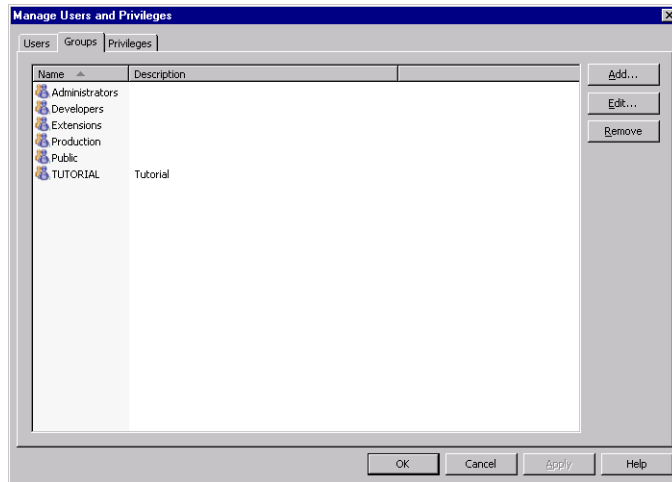 Manage Users and Privileges
Users Groups Privileges
Name Description
Administrators
Developers
Extensions
Production
Public
TUTORIAL Tutorial
Add...
Edit...
Remove
OK Cancel Apply Help